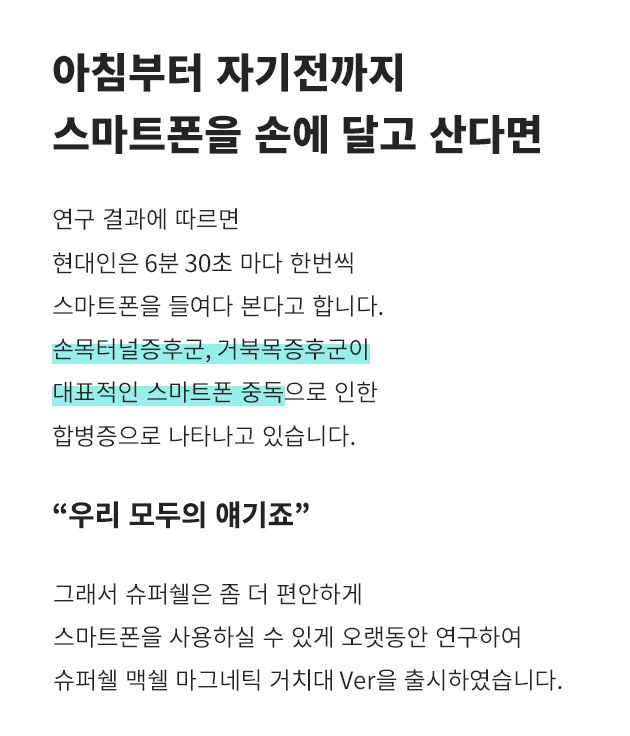 아침부터 자기전까지
스마트폰을 손에 달고 산다면
연구 결과에 따르면
현대인은 6분 30초 마다 한번씩
스마트폰을 들여다 본다고 합니다.
손목터널증후군, 거북목증후군이
대표적인 스마트폰 중독으로 인한
합병증으로 나타나고 있습니다.
“우리 모두의 얘기죠”
그래서 슈퍼쉘은 좀 더 편안하게
스마트폰을 사용하실 수 있게 오랫동안 연구하여
슈퍼쉘 맥쉘 마그네틱 거치대 Ver을 출시하였습니다.